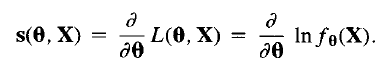 s(θ, X) = ∂/∂θ L(θ, X) = ∂/∂θ ln f_θ(X).